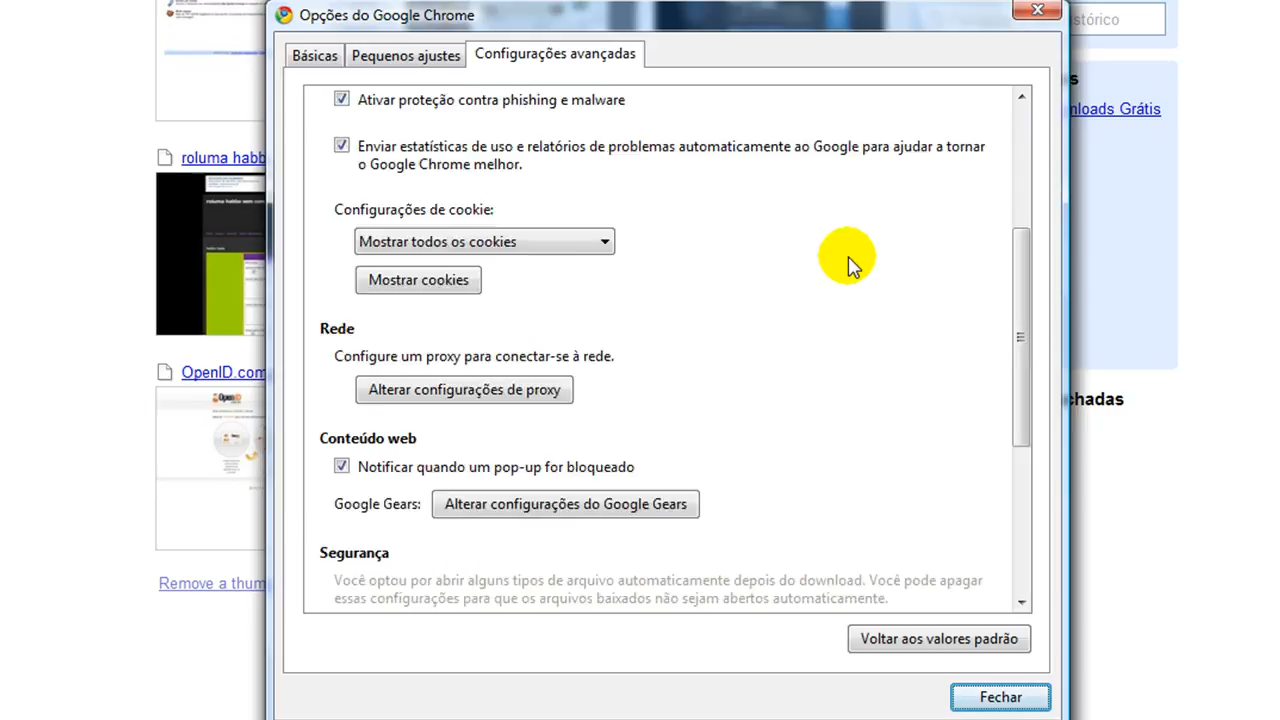 Opções do Google Chrome
stórico
Básicas
Pequenos ajustes
Configurações avançadas
s
Ativar proteção contra phishing e malware
nloads Grátis
Enviar estatísticas de uso e relatórios de problemas automaticamente ao Google para ajudar a tornar
o Google Chrome melhor.
roluma habb
Configurações de cookie:
Mostrar todos os cookies
Mostrar cookies
Rede
Configure um proxy para conectar-se à rede.
OpenID.com
Alterar configurações de proxy
chadas
Conteúdo web
Notificar quando um pop-up for bloqueado
Google Gears:
Alterar configurações do Google Gears
Segurança
Você optou por abrir alguns tipos de arquivo automaticamente depois do download. Você pode apagar
essas configurações para que os arquivos baixados não sejam abertos automaticamente.
Remove a thum
Voltar aos valores padrão
Fechar